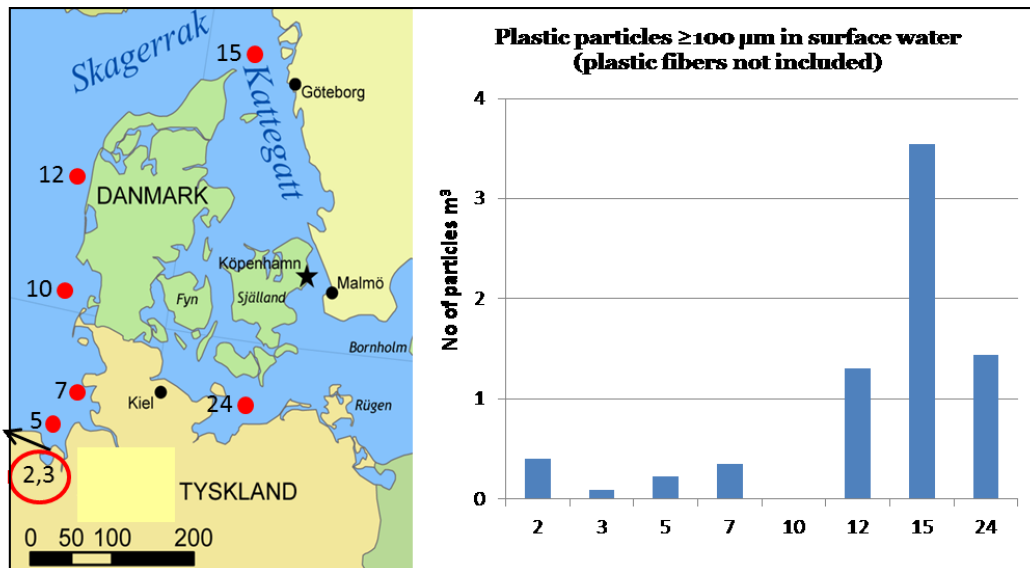 Skagerrak
15
Kattegatt
Göteborg
12
DANMARK
Köpenhamn
Malmö
10
Fyn
Själland
Bornholm
7
Kiel
24
Rügen
5
2,3
TYSKLAND
0 50 100 200
Plastic particles ≥100 µm in surface water
(plastic fibers not included)
No of particles m³
4
3
2
1
0
2 3 5 7 10 12 15 24